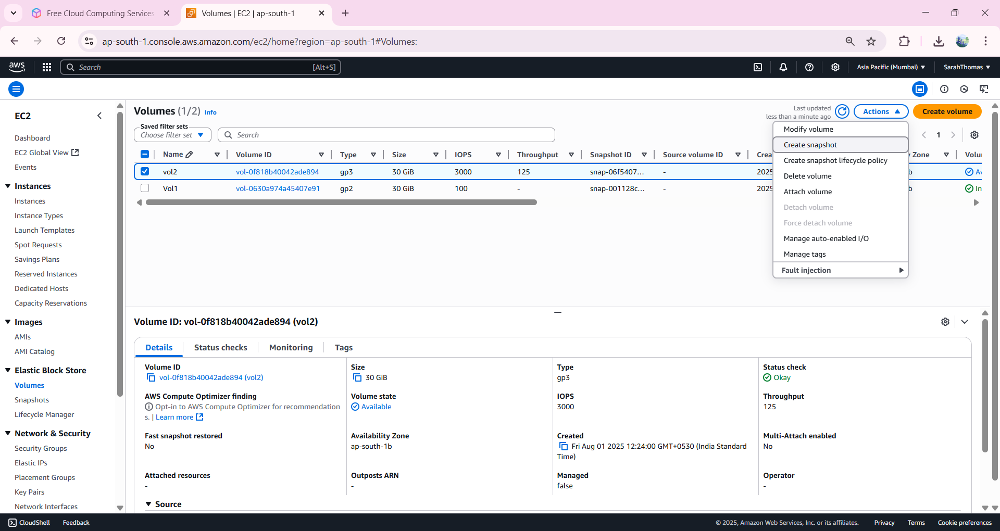 Free Cloud Computing Services
Volumes | EC2 | ap-south-1
ap-south-1.console.aws.amazon.com/ec2/home?region=ap-south-1#Volumes:
aws
Search
[Alt+S]
Asia Pacific (Mumbai)
SarahThomas
EC2
Dashboard
EC2 Global View
Events
Instances
Instances
Instance Types
Launch Templates
Spot Requests
Savings Plans
Reserved Instances
Dedicated Hosts
Capacity Reservations
Images
AMIs
AMI Catalog
Elastic Block Store
Volumes
Snapshots
Lifecycle Manager
Network & Security
Security Groups
Elastic IPs
Placement Groups
Key Pairs
Network Interfaces
Volumes (1/2) Info
Last updated
less than a minute ago
Actions
Create volume
Saved filter sets
Choose filter set
Search
1
Name Volume ID Type Size IOPS Throughput Snapshot ID Source volume ID Crea Zone Volu
vol2 vol-0f818b40042ade894 gp3 30 GiB 3000 125 snap-06f5407... - 2025 b Av
Vol1 vol-0630a974a45407e91 gp2 30 GiB 100 - snap-001128c... - 2025 b In
Modify volume
Create snapshot
Create snapshot lifecycle policy
Delete volume
Attach volume
Detach volume
Force detach volume
Manage auto-enabled I/O
Manage tags
Fault injection
Volume ID: vol-0f818b40042ade894 (vol2)
Details Status checks Monitoring Tags
Volume ID
vol-0f818b40042ade894 (vol2)
Size
30 GiB
Type
gp3
Status check
Okay
AWS Compute Optimizer finding
Opt-in to AWS Compute Optimizer for recommendation
s. | Learn more
Volume state
Available
IOPS
3000
Throughput
125
Fast snapshot restored
No
Availability Zone
ap-south-1b
Created
Fri Aug 01 2025 12:24:00 GMT+0530 (India Standard
Time)
Multi-Attach enabled
No
Attached resources
-
Outposts ARN
-
Managed
false
Operator
-
Source
CloudShell
Feedback
© 2025, Amazon Web Services, Inc. or its affiliates.
Privacy
Terms
Cookie preferences